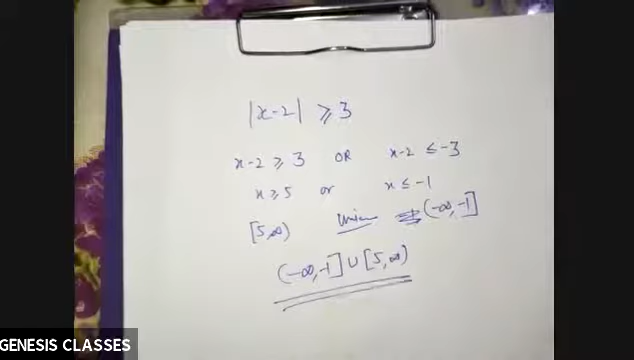 |x-2| ⩾ 3
x-2 ⩾ 3 OR x-2 ≤ -3
x ⩾ 5 or x ≤ -1
[5,∞) Union (-∞,-1]
(-∞,-1] ∪ [5,∞)
GENESIS CLASSES